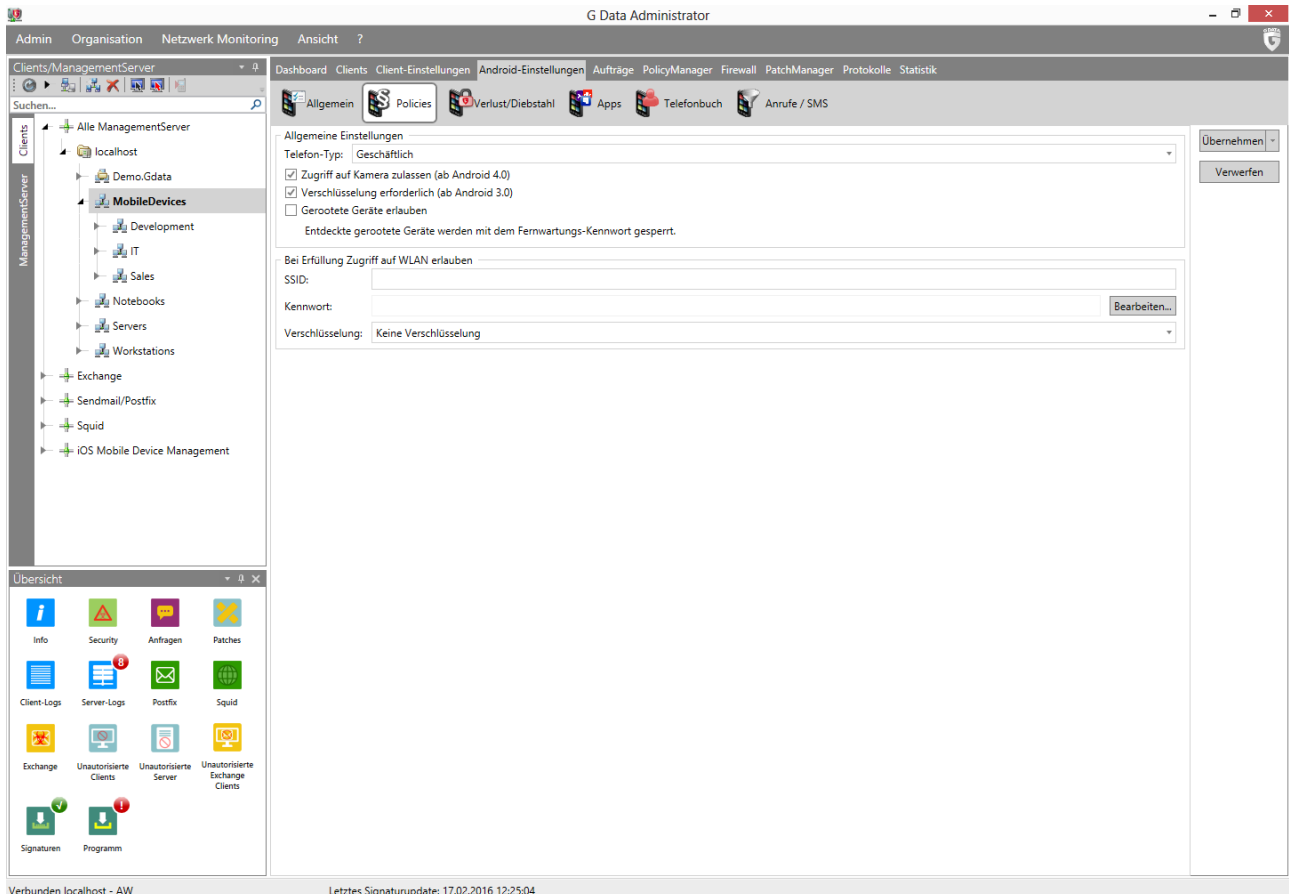 G Data Administrator
Admin Organisation Netzwerk Monitoring Ansicht ?
G DATA
Clients/ManagementServer
Suchen...
Clients
ManagementServer
Alle ManagementServer
localhost
Demo.Gdata
MobileDevices
Development
IT
Sales
Notebooks
Servers
Workstations
Exchange
Sendmail/Postfix
Squid
iOS Mobile Device Management
Dashboard Clients Client-Einstellungen Android-Einstellungen Aufträge PolicyManager Firewall PatchManager Protokolle Statistik
Allgemein Policies Verlust/Diebstahl Apps Telefonbuch Anrufe / SMS
Allgemeine Einstellungen
Telefon-Typ: Geschäftlich
Zugriff auf Kamera zulassen (ab Android 4.0)
Verschlüsselung erforderlich (ab Android 3.0)
Gerootete Geräte erlauben
Entdeckte gerootete Geräte werden mit dem Fernwartungs-Kennwort gesperrt.
Bei Erfüllung Zugriff auf WLAN erlauben
SSID:
Kennwort: Bearbeiten...
Verschlüsselung: Keine Verschlüsselung
Übernehmen
Verwerfen
Übersicht
Info Security Anfragen Patches
8
Client-Logs Server-Logs Postfix Squid
Exchange Unautorisierte Clients Unautorisierte Server Unautorisierte Exchange Clients
Signaturen Programm
Verbunden localhost - AW Letztes Signaturupdate: 17.02.2016 12:25:04